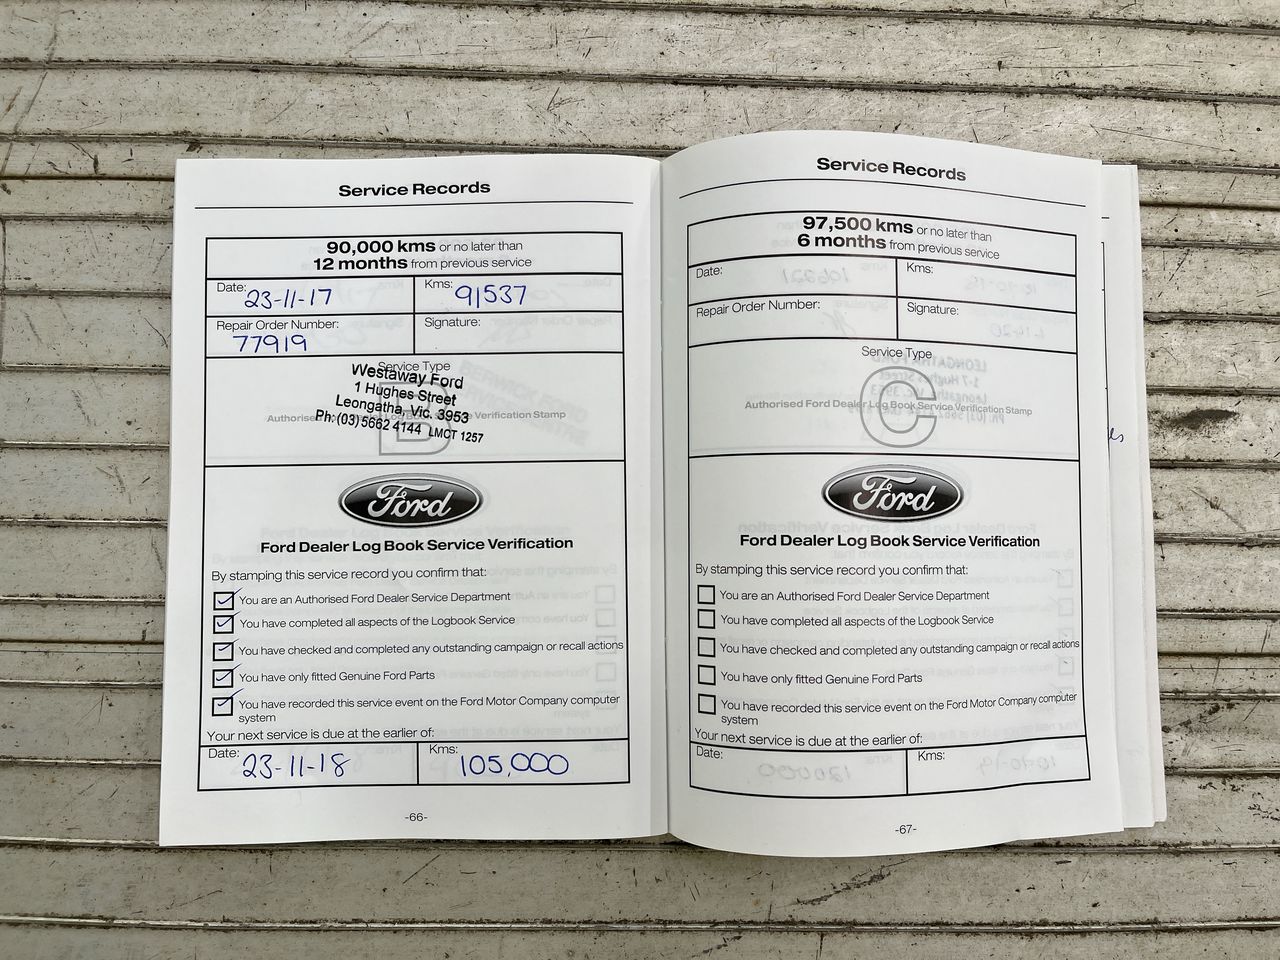 Service Records
90,000 kms or no later than
12 months from previous service
Date: 23-11-17
Kms: 91537
Repair Order Number: 77919
Signature:
Service Type
B
Authorised Ford Dealer Log Book Service Verification Stamp
Westaway Ford
1 Hughes Street
Leongatha, Vic. 3953
Ph: (03) 5662 4144 LMCT 1257
Ford
Ford Dealer Log Book Service Verification
By stamping this service record you confirm that:
You are an Authorised Ford Dealer Service Department
You have completed all aspects of the Logbook Service
You have checked and completed any outstanding campaign or recall actions
You have only fitted Genuine Ford Parts
You have recorded this service event on the Ford Motor Company computer
system
Your next service is due at the earlier of:
Date: 23-11-18
Kms: 105,000
-66-
Service Records
97,500 kms or no later than
6 months from previous service
Date:
Kms:
Repair Order Number:
Signature:
Service Type
C
Authorised Ford Dealer Log Book Service Verification Stamp
Ford
Ford Dealer Log Book Service Verification
By stamping this service record you confirm that:
You are an Authorised Ford Dealer Service Department
You have completed all aspects of the Logbook Service
You have checked and completed any outstanding campaign or recall actions
You have only fitted Genuine Ford Parts
You have recorded this service event on the Ford Motor Company computer
system
Your next service is due at the earlier of:
Date:
Kms:
-67-